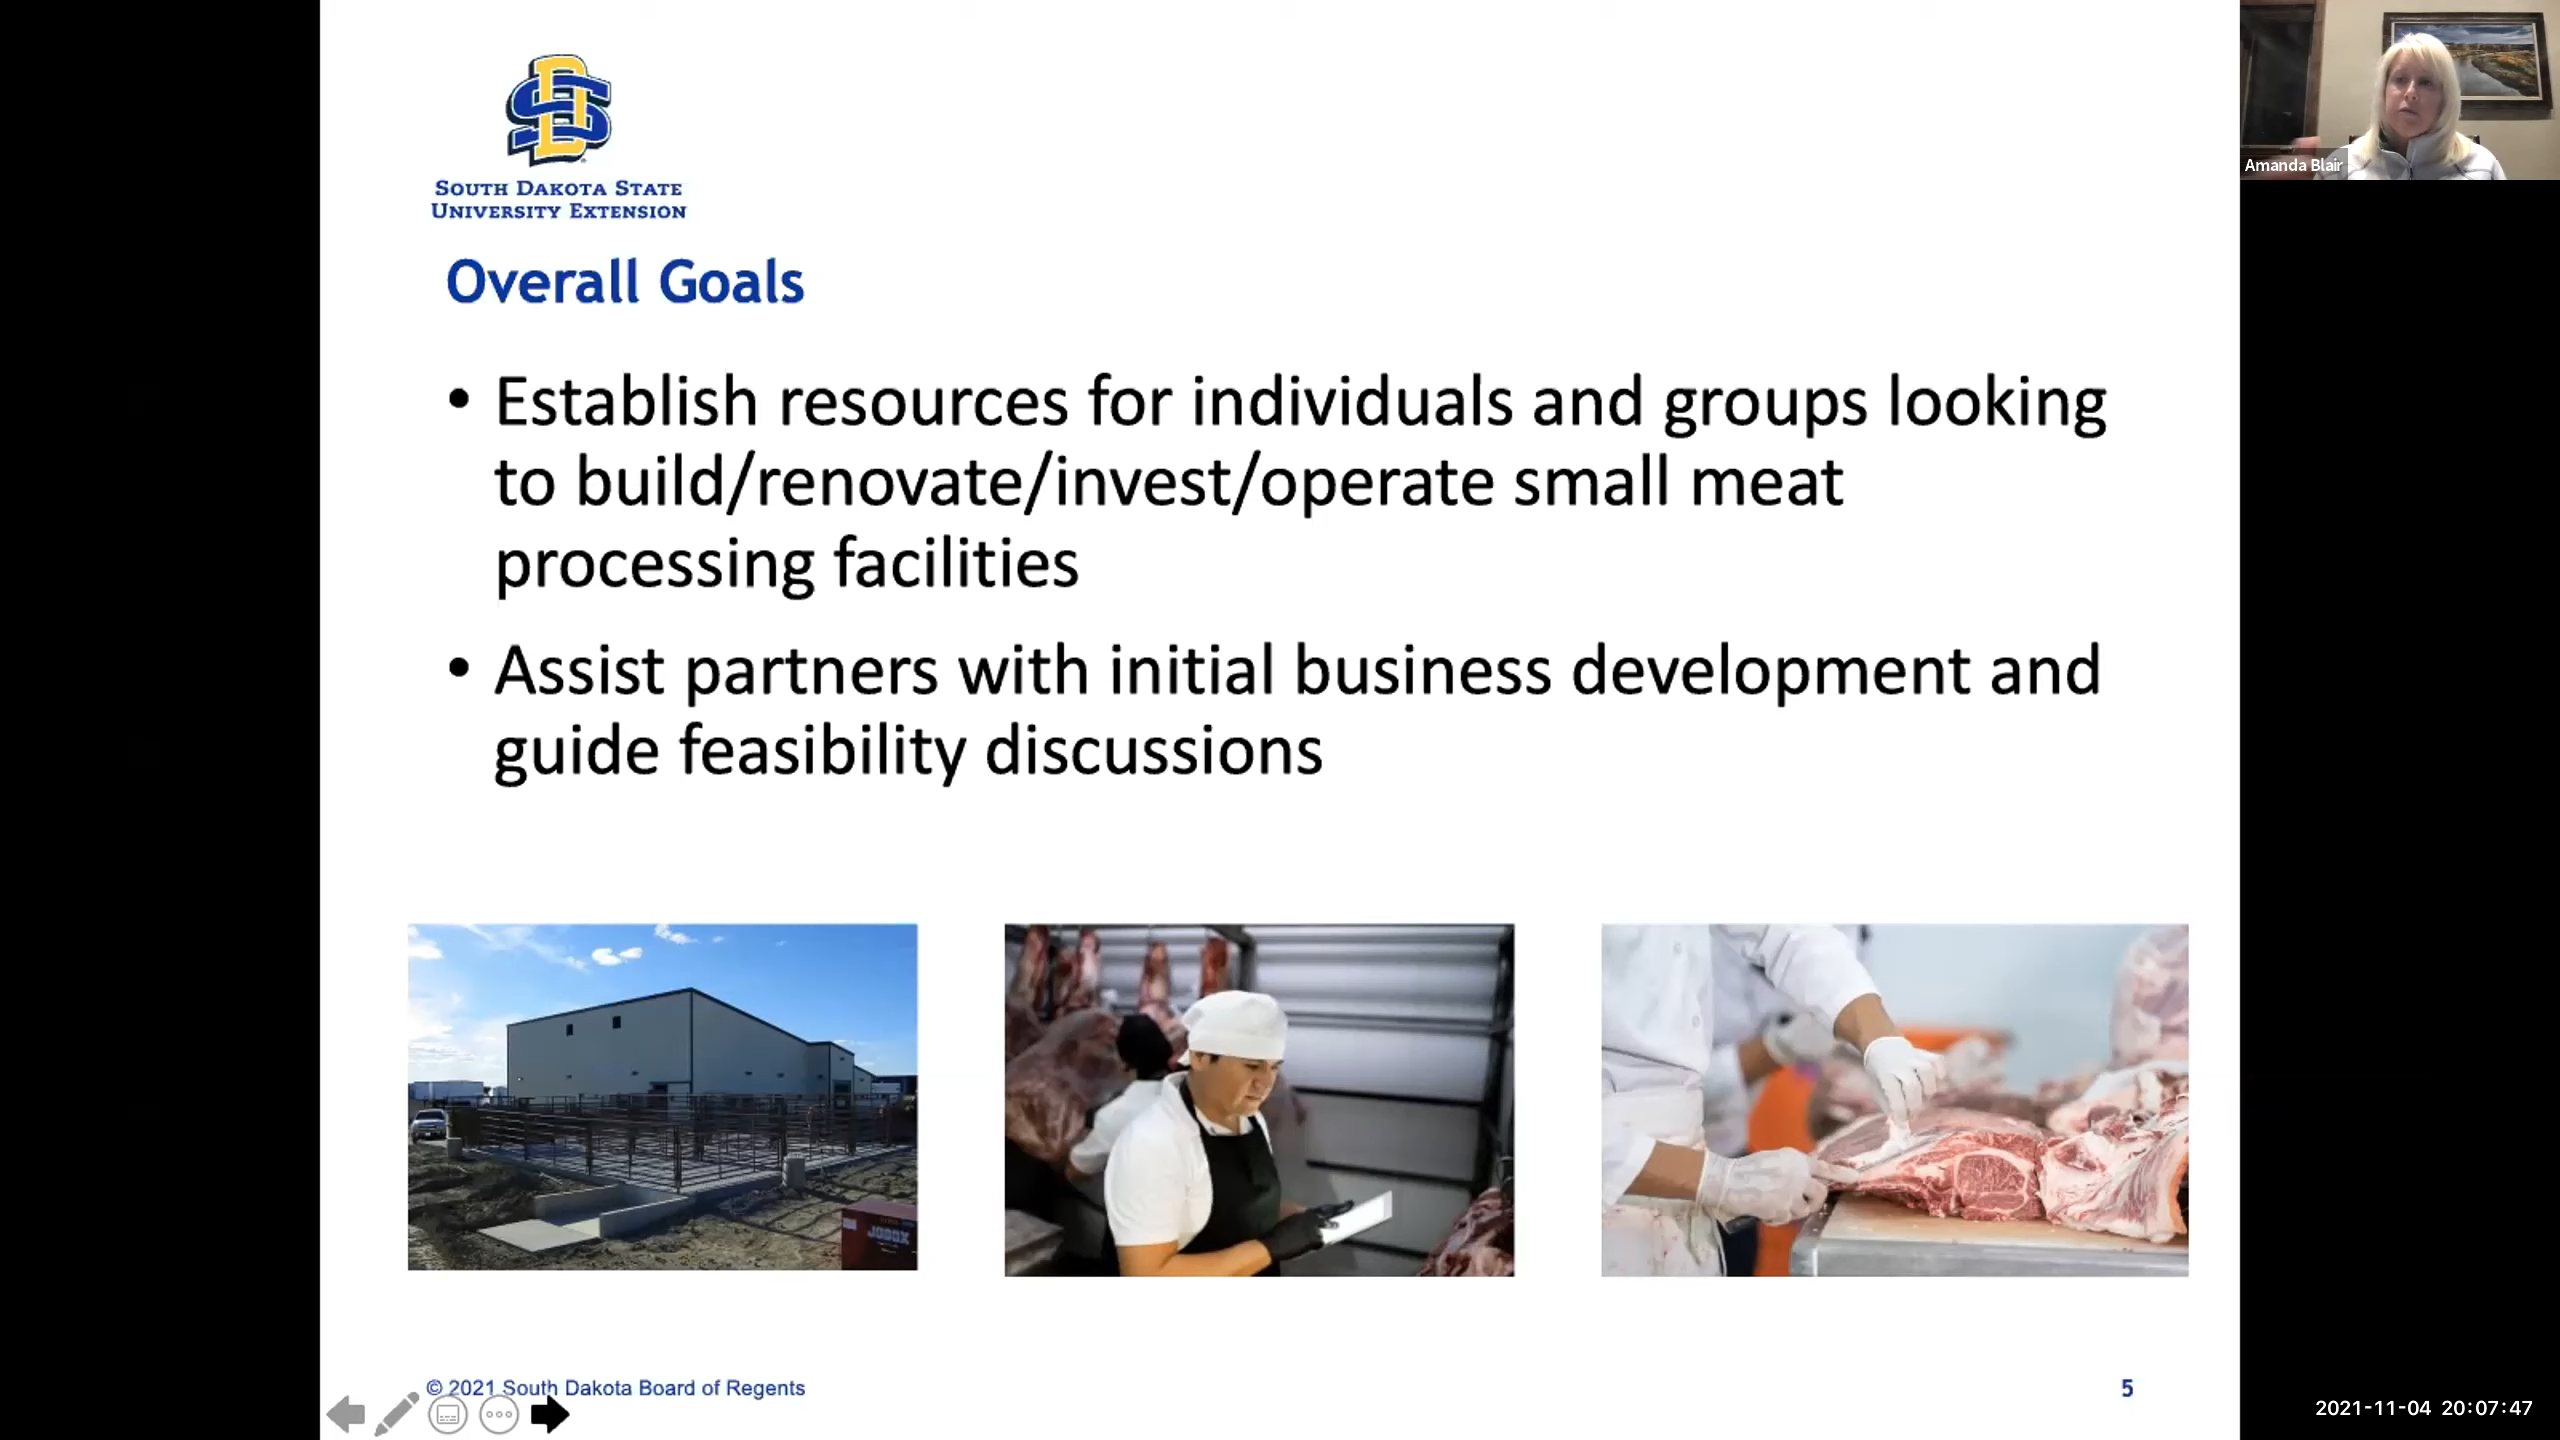 SOUTH DAKOTA STATE
UNIVERSITY EXTENSION
Amanda Blair
Overall Goals
• Establish resources for individuals and groups looking
to build/renovate/invest/operate small meat
processing facilities
• Assist partners with initial business development and
guide feasibility discussions
JOBOX
© 2021 South Dakota Board of Regents
5
2021-11-04 20:07:47